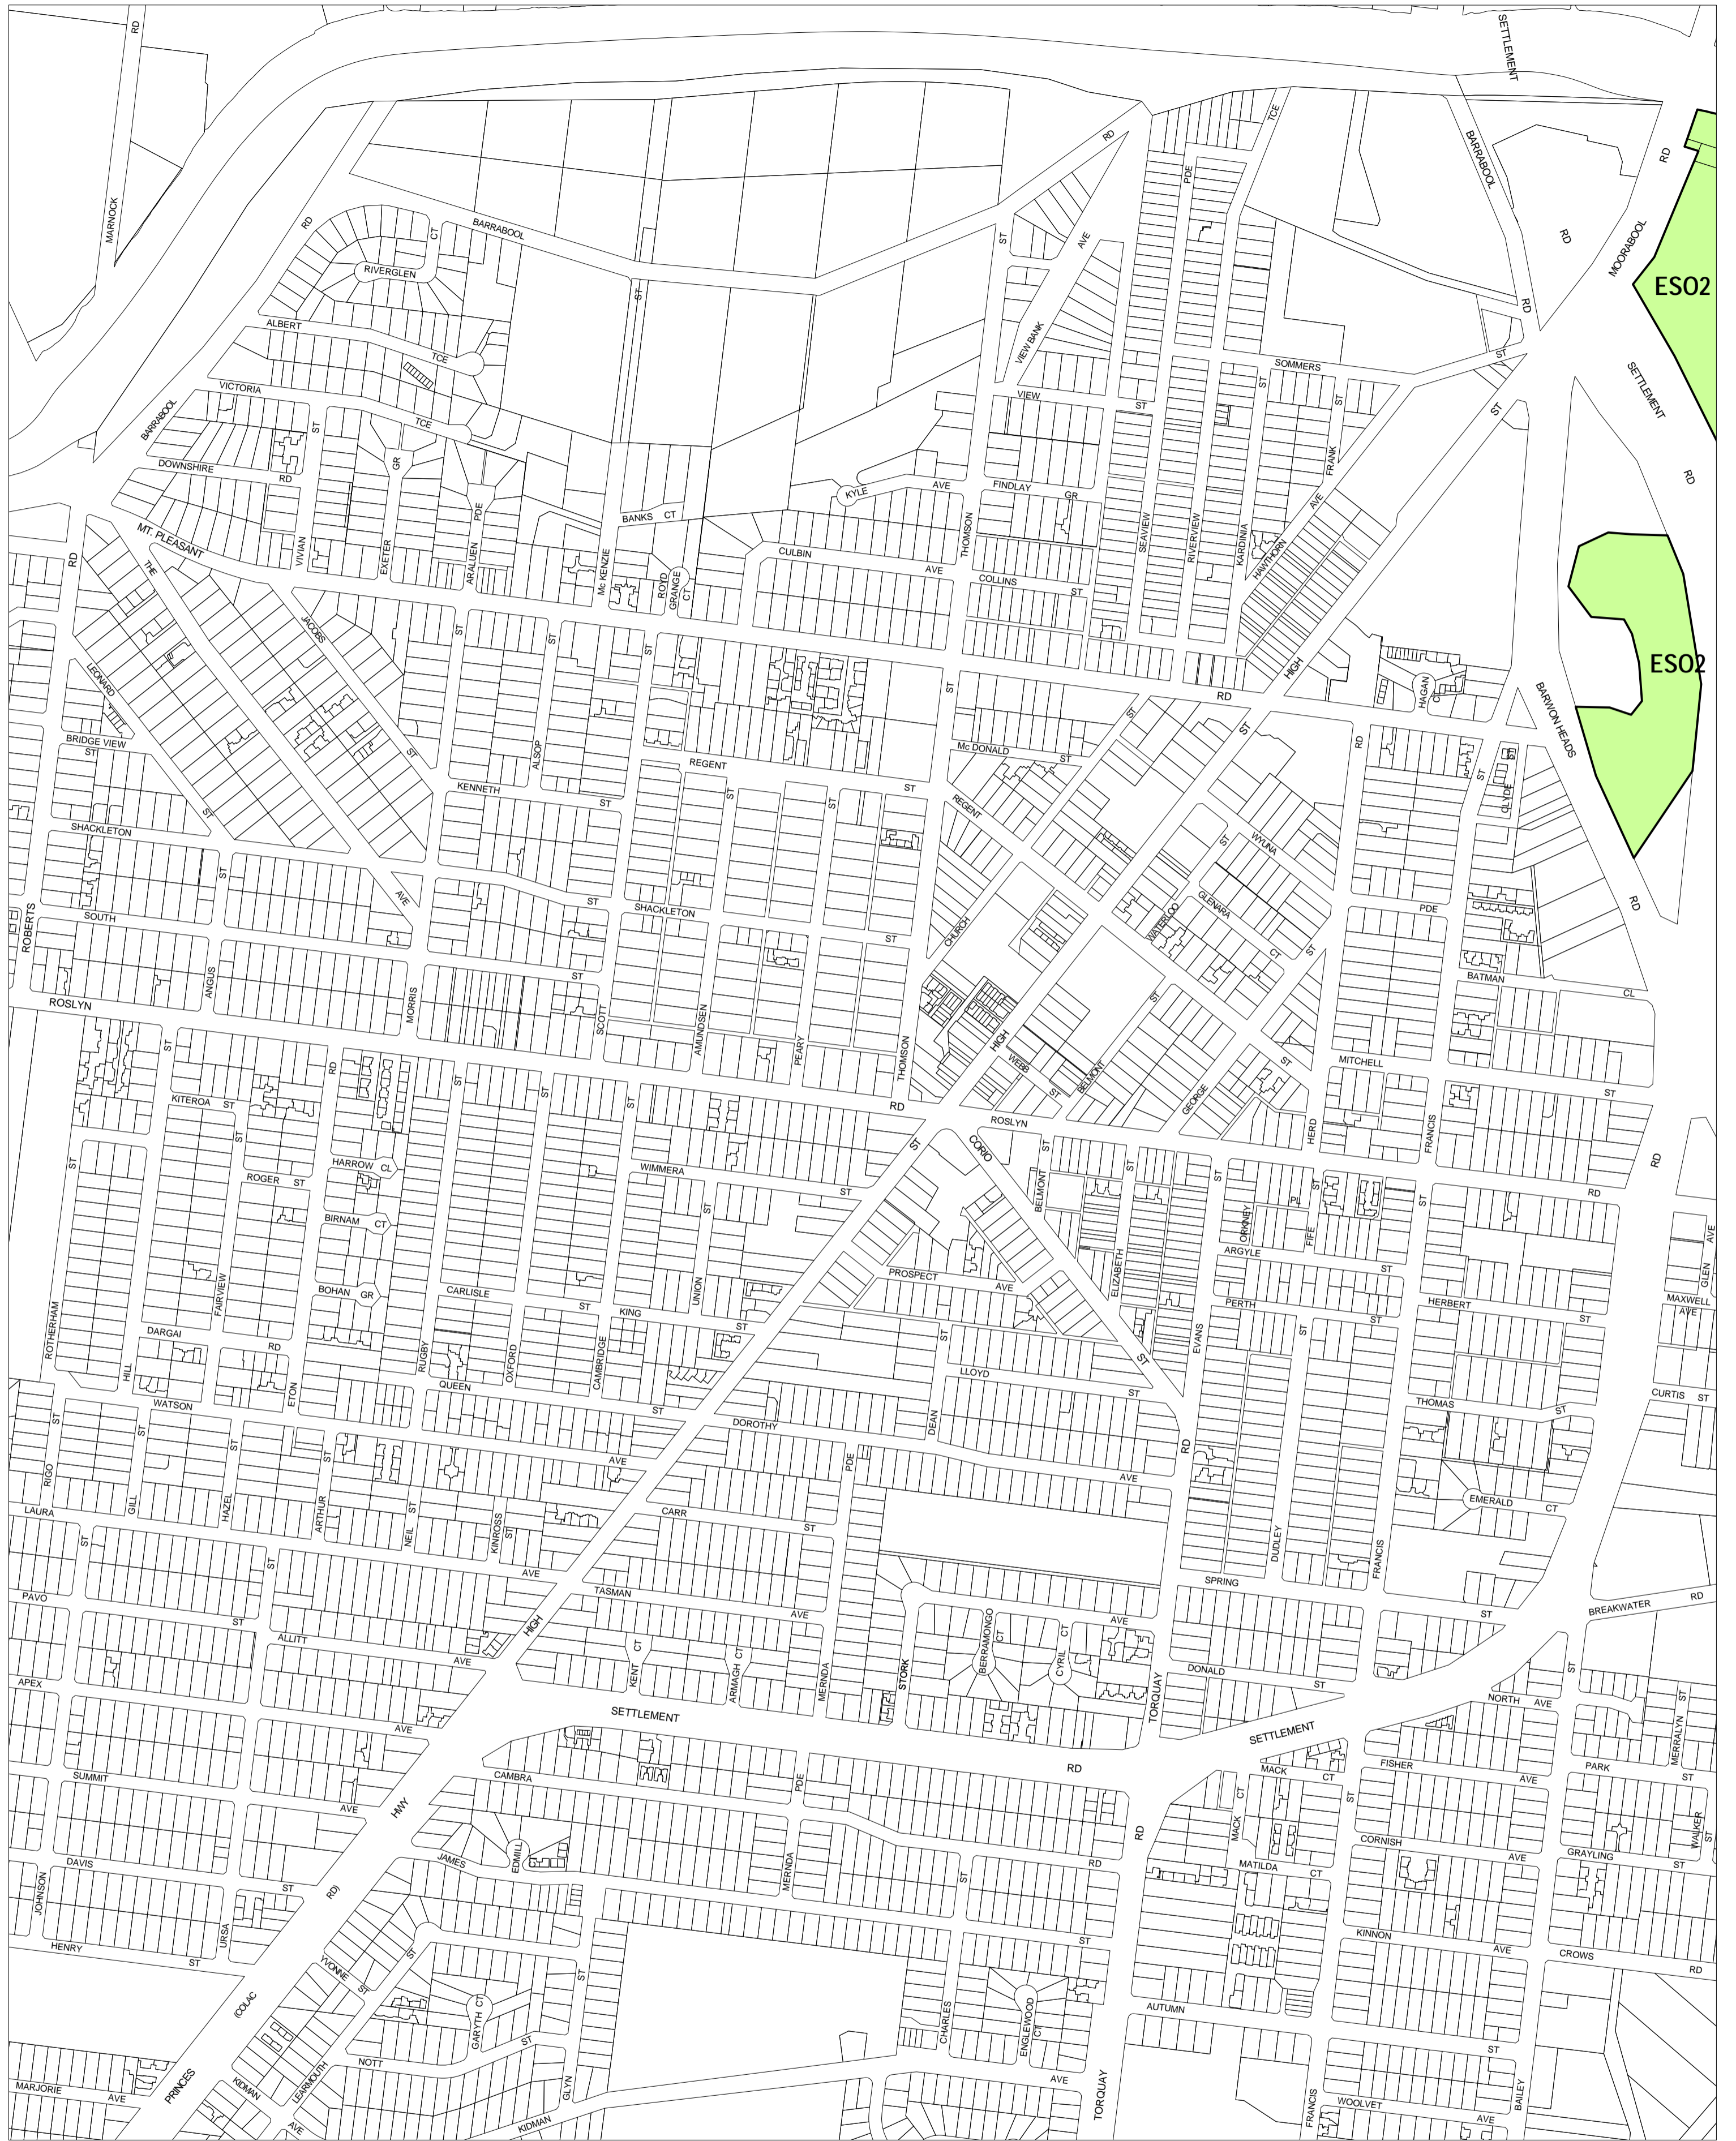 RD
SETTLEMENT
MARNOCK
RD
BARRABOOL
CT
RIVERGLEN
RD
ST
AVE
PDE
TCE
BARRABOOL
RD
RD
MOORABOOL
ESO2
ALBERT
TCE
ST
VIEW BANK
RD
ST
SOMMERS
SETTLEMENT
VICTORIA
TCE
BARRABOOL
ST
VIEW
ST
ST
ST
ST
DOWNSHIRE
RD
GR
PDE
KYLE
AVE
FINDLAY
GR
FRANK
AVE
RD
BANKS CT
MT. PLEASANT
RD
THE
VIVIAN
EXETER
ARALUEN
Mc KENZIE
ROYD
GRANGE
CT
CULBIN
AVE
THOMSON
COLLINS
ST
SEAVIEW
RIVERVIEW
KARDINIA
HAWTHORN
JACOBS
ST
ST
ST
LEONARD
ST
HIGH
RD
HAGAN
CT
ESO2
BARWON HEADS
BRIDGE VIEW
ST
ST
ALSOP
REGENT
ST
Mc DONALD
ST
ST
ST
RD
ST
ST
CLYDE
KENNETH
ST
ST
ST
REGENT
SHACKLETON
ST
ST
WYUNA
ST
AVE
ST
SHACKLETON
ST
GLENARA
CT
WATERLOO
PDE
RD
SOUTH
ROBERTS
CHURCH
ST
BATMAN
CL
ROSLYN
ANGUS
MORRIS
ST
SCOTT
AMUNDSEN
PEARY
THOMSON
HIGH
WEBB
ST
BELMONT
ST
GEORGE
ST
MITCHELL
ST
ST
RD
ST
ST
ST
KITEROA ST
RD
ROSLYN
HERD
FRANCIS
ST
ST
HARROW CL
WIMMERA
ST
ST
CORIO
ST
BELMONT
ST
ST
RD
RD
ROGER ST
ST
ORKNEY
PL
ST
FIFE
ST
BIRNAM CT
ARGYLE
ST
AVE
GLEN
FAIRVIEW
BOHAN GR
CARLISLE
ST
UNION
PROSPECT
AVE
ELIZABETH
PERTH
ST
HERBERT
ST
MAXWELL
AVE
ROTHERHAM
DARGAI
RD
HILL
ETON
RUGBY
OXFORD
CAMBRIDGE
KING
ST
ST
ST
EVANS
ST
QUEEN
ST
LLOYD
ST
WATSON
ST
ST
ST
ST
DOROTHY
DEAN
THOMAS
ST
CURTIS ST
AVE
PDE
AVE
RD
RIGO
LAURA
GILL
HAZEL
ARTHUR
NEIL
ST
KINROSS
ST
CARR
ST
EMERALD
CT
ST
ST
AVE
DUDLEY
FRANCIS
PAVO
ST
HIGH
TASMAN
AVE
AVE
SPRING
ST
BREAKWATER
RD
ALLITT
AVE
KENT
CT
ARMAGH
CT
MERNDA
STORK
BERRAMONGO
CT
CYRIL
CT
DONALD
ST
ST
APEX
AVE
SETTLEMENT
TORQUAY
SETTLEMENT
NORTH
AVE
ST
MERRALYN
SUMMIT
AVE
HWY
CAMBRA
PDE
RD
RD
MACK
CT
CT
MACK
ST
FISHER
AVE
PARK
ST
WALKER
ST
DAVIS
ST
RD)
JAMES
EDMILL
MERNDA
ST
RD
MATILDA
CT
CORNISH
AVE
GRAYLING
ST
JOHNSON
HENRY
ST
URSA
YVONNE
ST
ST
ST
ST
KINNON
AVE
CROWS
RD
(COLAC
GARYTH CT
CHARLES
ENGLEWOOD
CT
AUTUMN
ST
NOTT
ST
GLYN
PRINCES
KIDMAN
AVE
LEARMOUTH
KIDMAN
AVE
TORQUAY
FRANCIS
WOOLVET
AVE
BAILEY
MARJORIE
AVE